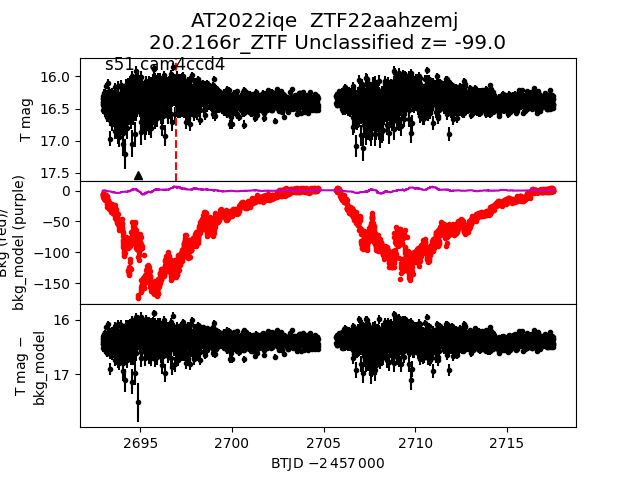 AT2022iqe  ZTF22aahzemj
20.2166r_ZTF Unclassified z= -99.0
s51 cam4ccd4
T mag
16.0
16.5
17.0
17.5
Bkg (red)/
bkg_model (purple)
0
−50
−100
−150
T mag −
bkg_model
16
17
2695
2700
2705
2710
2715
BTJD −2 457 000